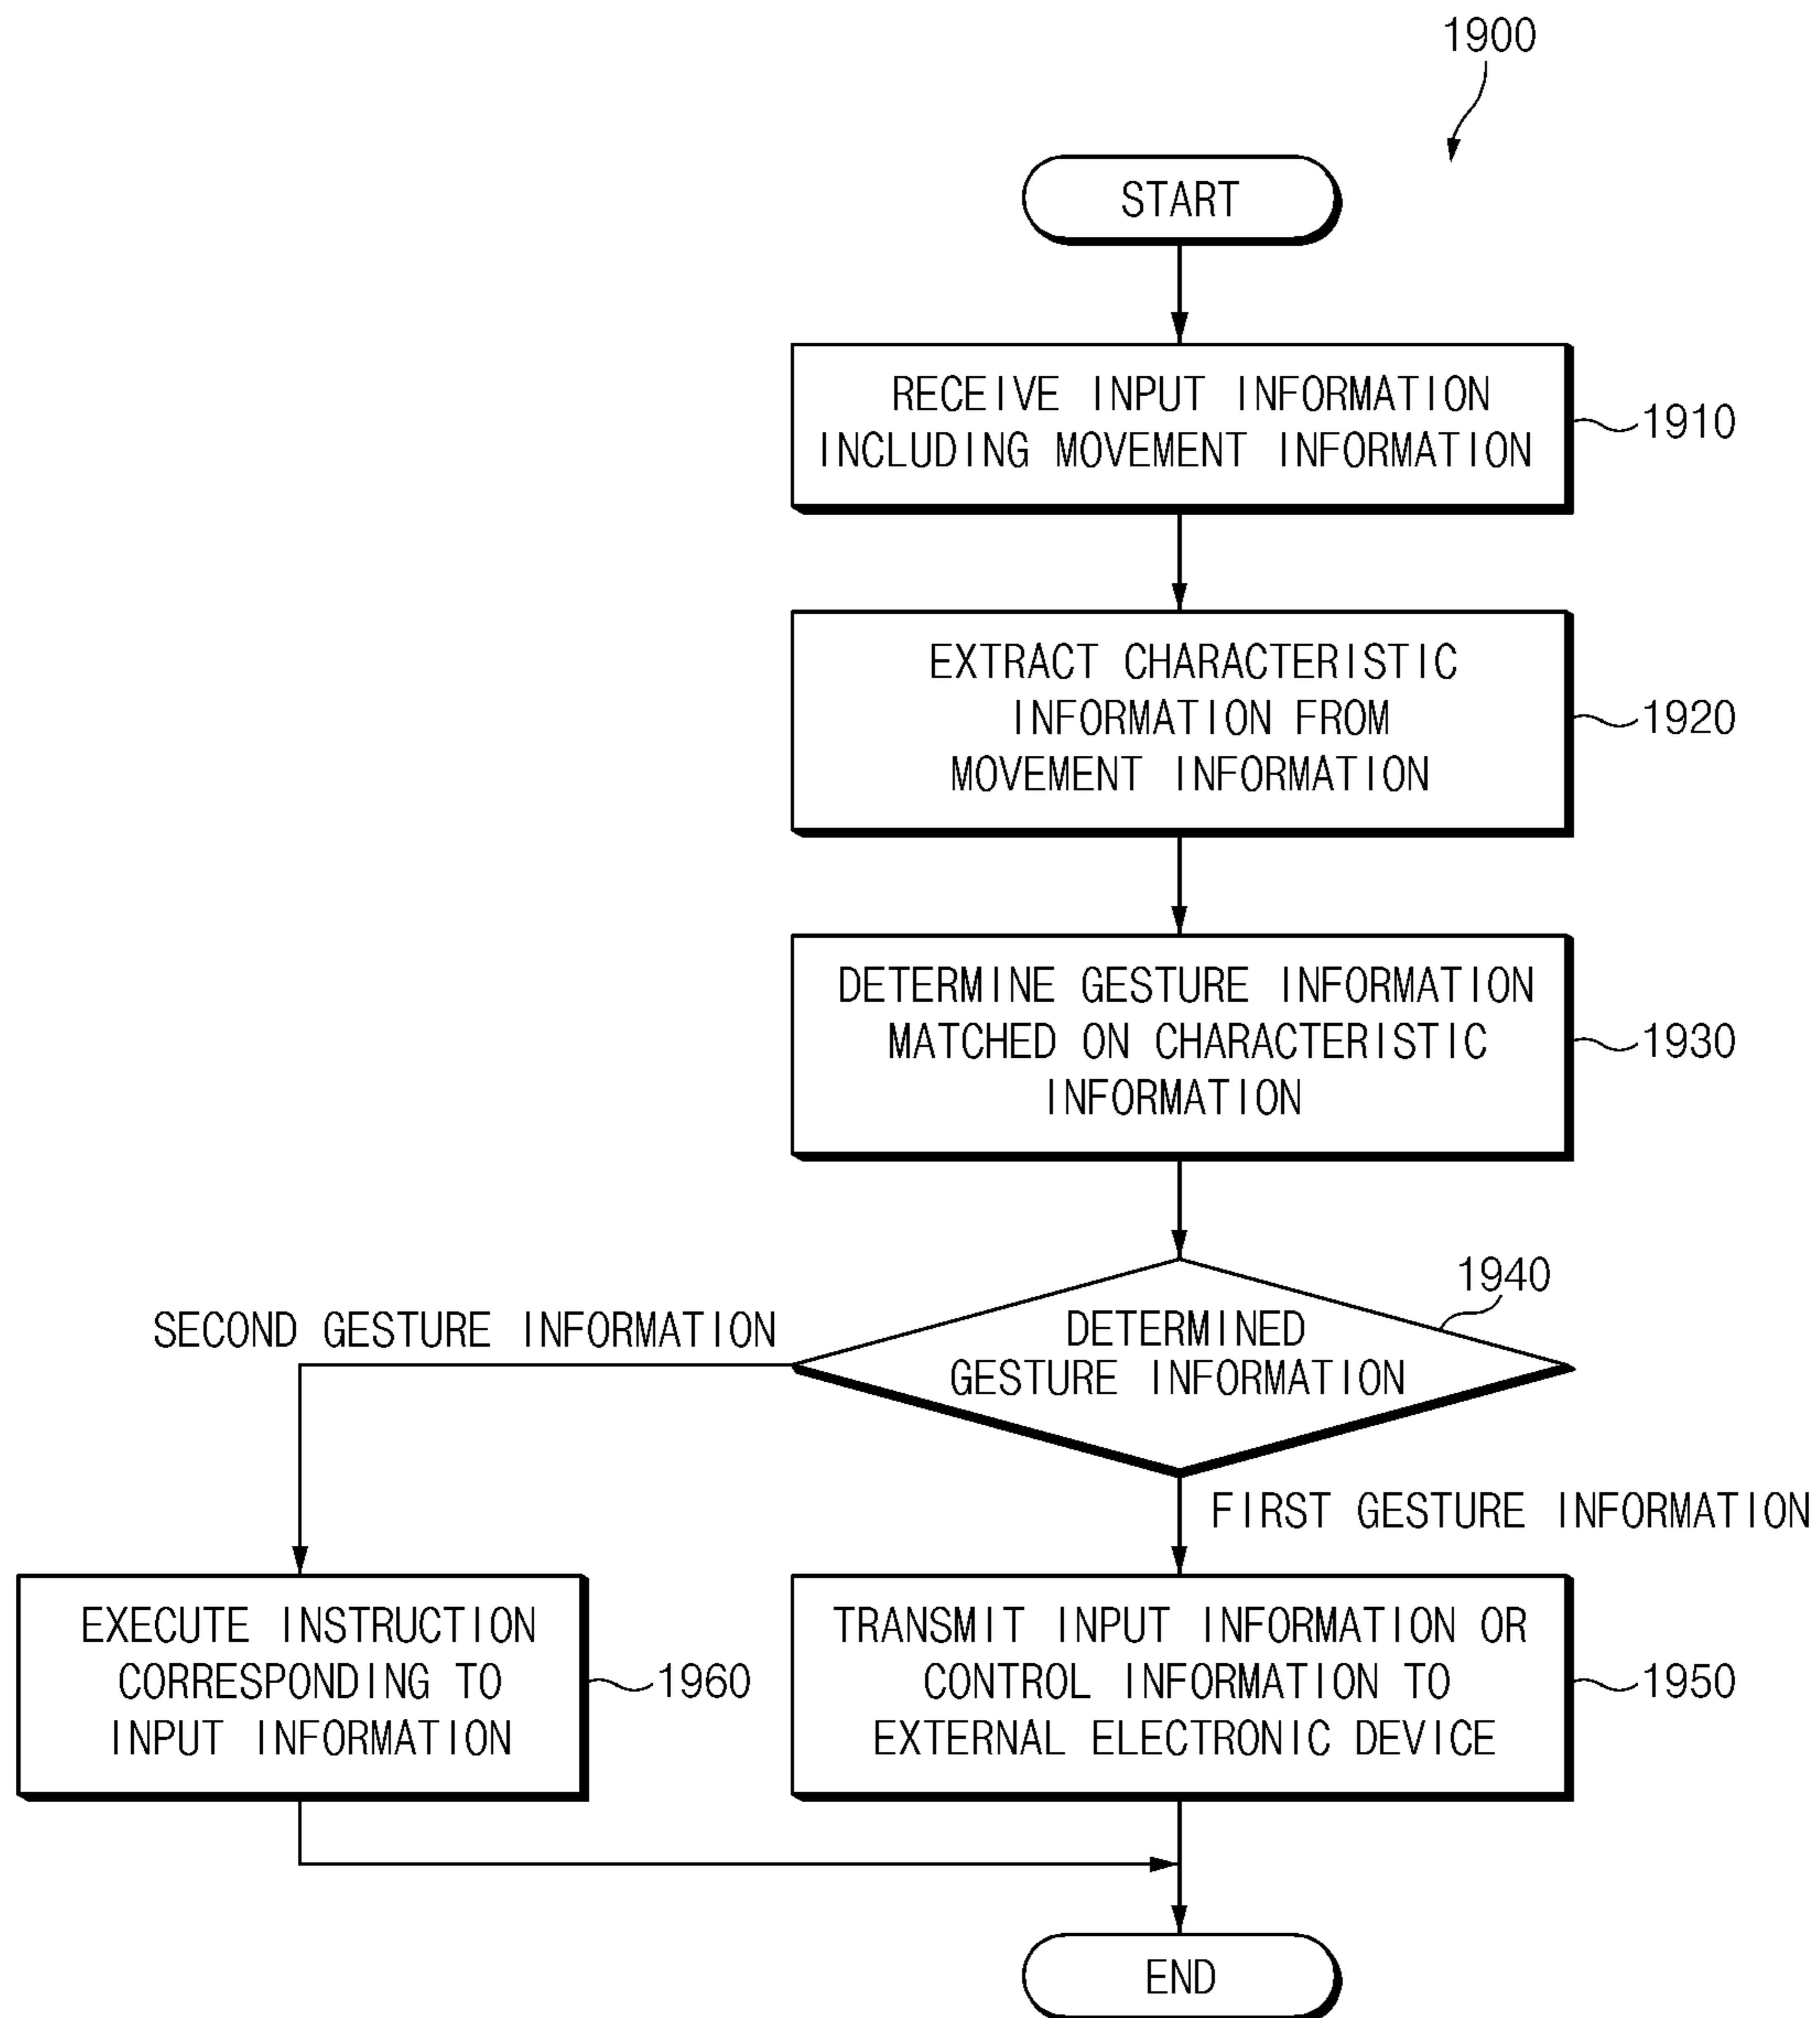 1900
START
RECEIVE INPUT INFORMATION
INCLUDING MOVEMENT INFORMATION
1910
EXTRACT CHARACTERISTIC
INFORMATION FROM
MOVEMENT INFORMATION
1920
DETERMINE GESTURE INFORMATION
MATCHED ON CHARACTERISTIC
INFORMATION
1930
1940
DETERMINED
GESTURE INFORMATION
SECOND GESTURE INFORMATION
FIRST GESTURE INFORMATION
EXECUTE INSTRUCTION
CORRESPONDING TO
INPUT INFORMATION
1960
TRANSMIT INPUT INFORMATION OR
CONTROL INFORMATION TO
EXTERNAL ELECTRONIC DEVICE
1950
END